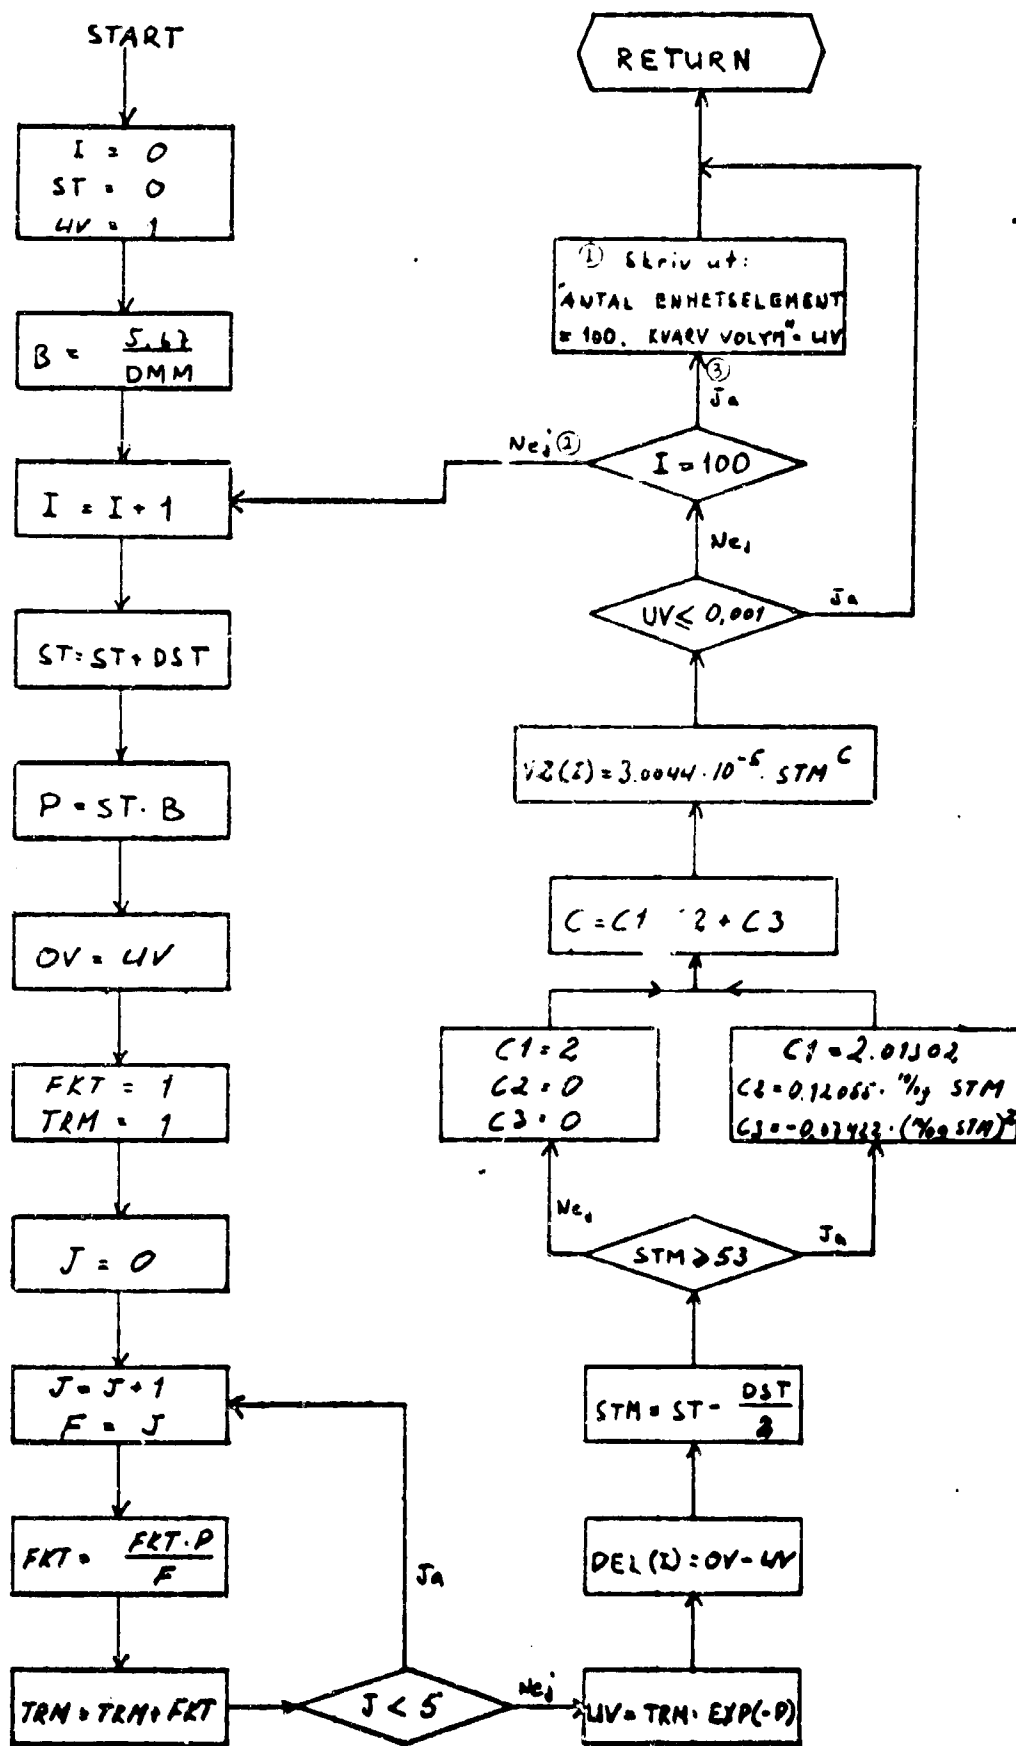 START
I = 0
ST = 0
UV = 1
B = 5.67
DMM
I = I + 1
ST = ST + DST
P = ST · B
OV = UV
FKT = 1
TRM = 1
J = 0
J = J + 1
F = J
FKT = FKT · P
F
TRM = TRM + FKT
J < 5
Ja
Nej
UV = TRM · EXP(-P)
DEL (I) = OV - UV
STM = ST - DST
2
STM ≥ 53
Nej
Ja
C1 = 2
C2 = 0
C3 = 0
STM
C = C1 2 + C3
VZ(I) = 3.0044 · 10⁻⁵ · STM^C
UV ≤ 0,001
Ja
Nej
I = 100
Nej ②
③
Ja
① Skriv ut:
"ANTAL ENHETSELEMENT
= 100, KVARV VOLYM" = UV
RETURN